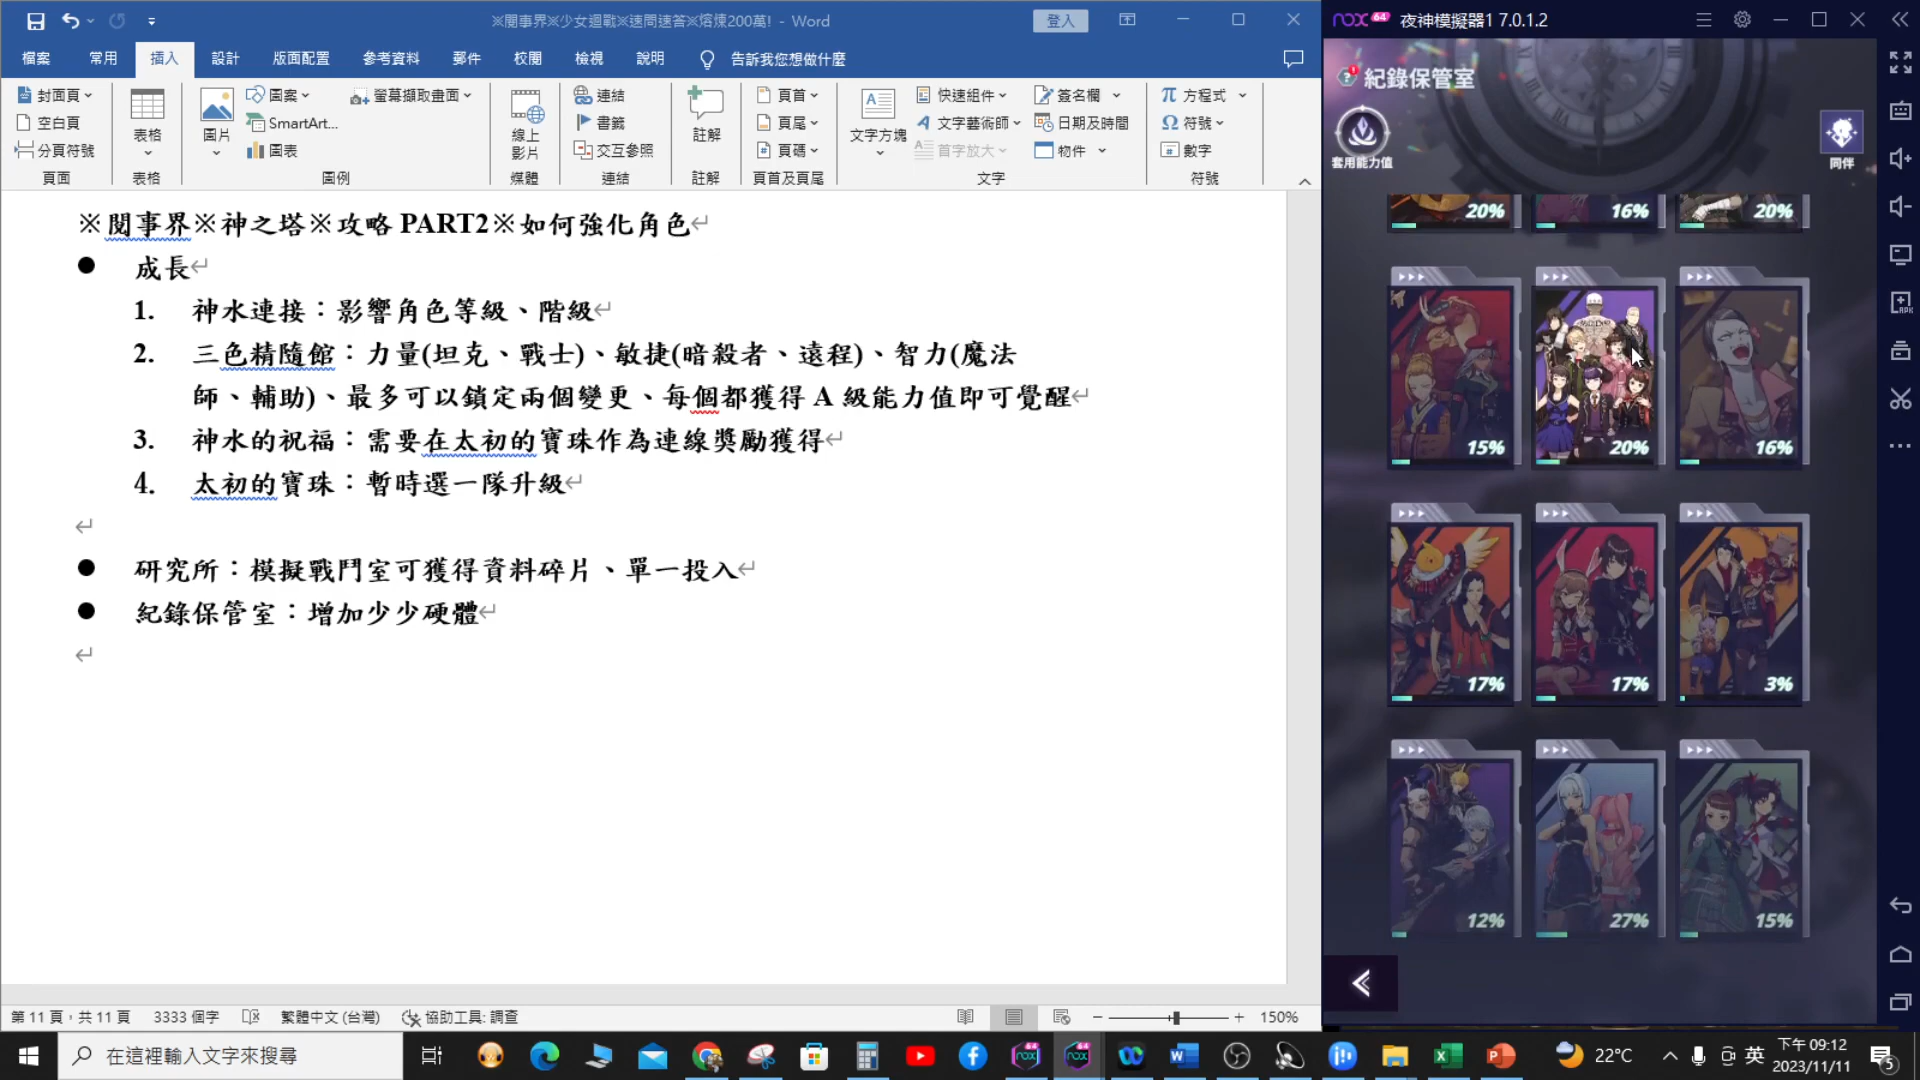 ※閱事界※少女迴戰※速問速答※熔煉200萬! - Word
登入
檔案 常用 插入 設計 版面配置 參考資料 郵件 校閱 檢視 說明 告訴我您想做什麼
封面頁
空白頁
分頁符號
頁面
表格
表格
圖片
圖案
SmartArt...
圖表
螢幕擷取畫面
圖例
線上
影片
媒體
連結
書籤
交互參照
連結
註解
註解
頁首
頁尾
頁碼
頁首及頁尾
文字方塊
快速組件
文字藝術師
首字放大
簽名欄
日期及時間
物件
文字
π 方程式
Ω 符號
數字
符號
※閱事界※神之塔※攻略 PART2※如何強化角色
● 成長
1. 神水連接：影響角色等級、階級
2. 三色精隨館：力量(坦克、戰士)、敏捷(暗殺者、遠程)、智力(魔法
師、輔助)、最多可以鎖定兩個變更、每個都獲得 A 級能力值即可覺醒
3. 神水的祝福：需要在太初的寶珠作為連線獎勵獲得
4. 太初的寶珠：暫時選一隊升級
● 研究所：模擬戰鬥室可獲得資料碎片、單一投入
● 紀錄保管室：增加少少硬體
第 11 頁，共 11 頁 3333 個字 繁體中文 (台灣) 協助工具: 調查
150%
nox 64 夜神模擬器1 7.0.1.2
紀錄保管室
套用能力值
同伴
20% 16% 20%
15% 20% 16%
17% 17% 3%
12% 27% 15%
在這裡輸入文字來搜尋
22°C
英
下午 09:12
2023/11/11
5